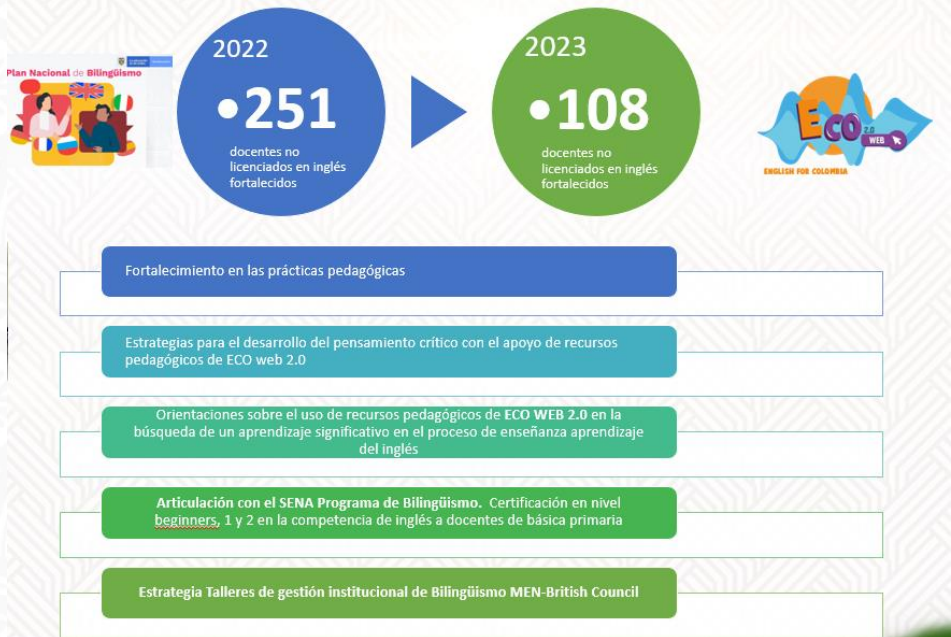 Plan Nacional de Bilingüismo
2022
•251
docentes no
licenciados en inglés
fortalecidos
2023
•108
docentes no
licenciados en inglés
fortalecidos
ECO 2.0
WEB
ENGLISH FOR COLOMBIA
Fortalecimiento en las prácticas pedagógicas
Estrategias para el desarrollo del pensamiento crítico con el apoyo de recursos
pedagógicos de ECO web 2.0
Orientaciones sobre el uso de recursos pedagógicos de ECO WEB 2.0 en la
búsqueda de un aprendizaje significativo en el proceso de enseñanza aprendizaje
del inglés
Articulación con el SENA Programa de Bilingüismo. Certificación en nivel
beginners, 1 y 2 en la competencia de inglés a docentes de básica primaria
Estrategia Talleres de gestión institucional de Bilingüismo MEN-British Council